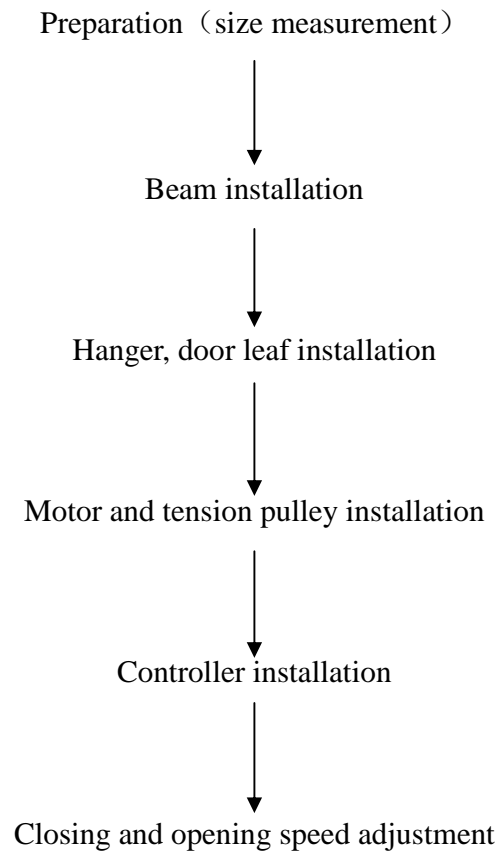 Preparation（size measurement）
Beam installation
Hanger, door leaf installation
Motor and tension pulley installation
Controller installation
Closing and opening speed adjustment